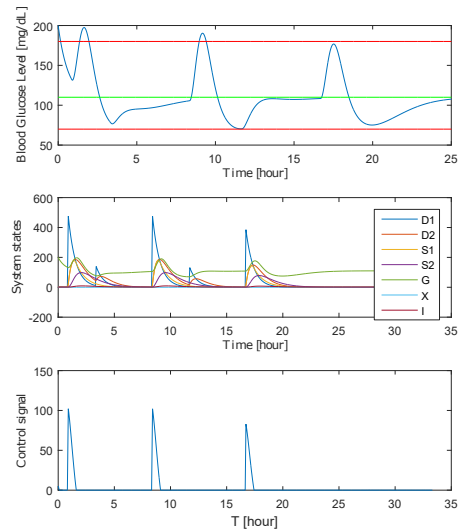 Blood Glucose Level [mg/dL]
200
150
100
50
0 5 10 15 20 25
Time [hour]
System states
600
400
200
0
-200
D1
D2
S1
S2
G
X
I
0 5 10 15 20 25 30 35
Time [hour]
Control signal
150
100
50
0
0 5 10 15 20 25 30 35
T [hour]